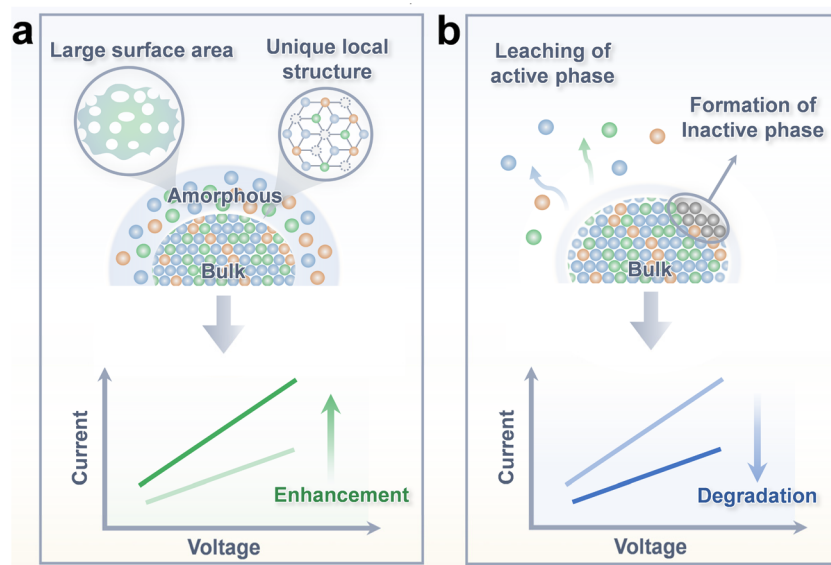 a
Large surface area
Unique local
structure
Amorphous
Bulk
Current
Enhancement
Voltage
b
Leaching of
active phase
Formation of
Inactive phase
Bulk
Current
Degradation
Voltage